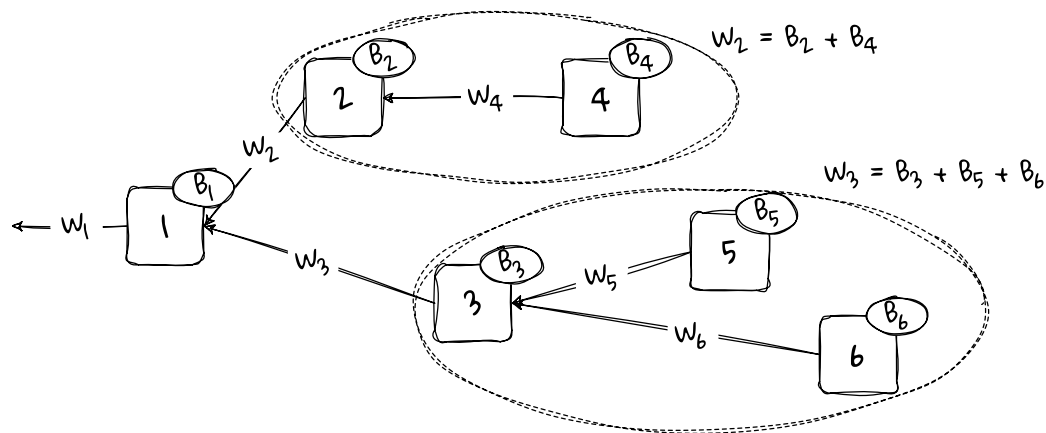 W₂ = B₂ + B₄
B₂
B₄
2
W₄
4
W₂
W₃ = B₃ + B₅ + B₆
B₁
W₁
1
B₅
5
B₃
W₃
W₅
3
B₆
W₆
6